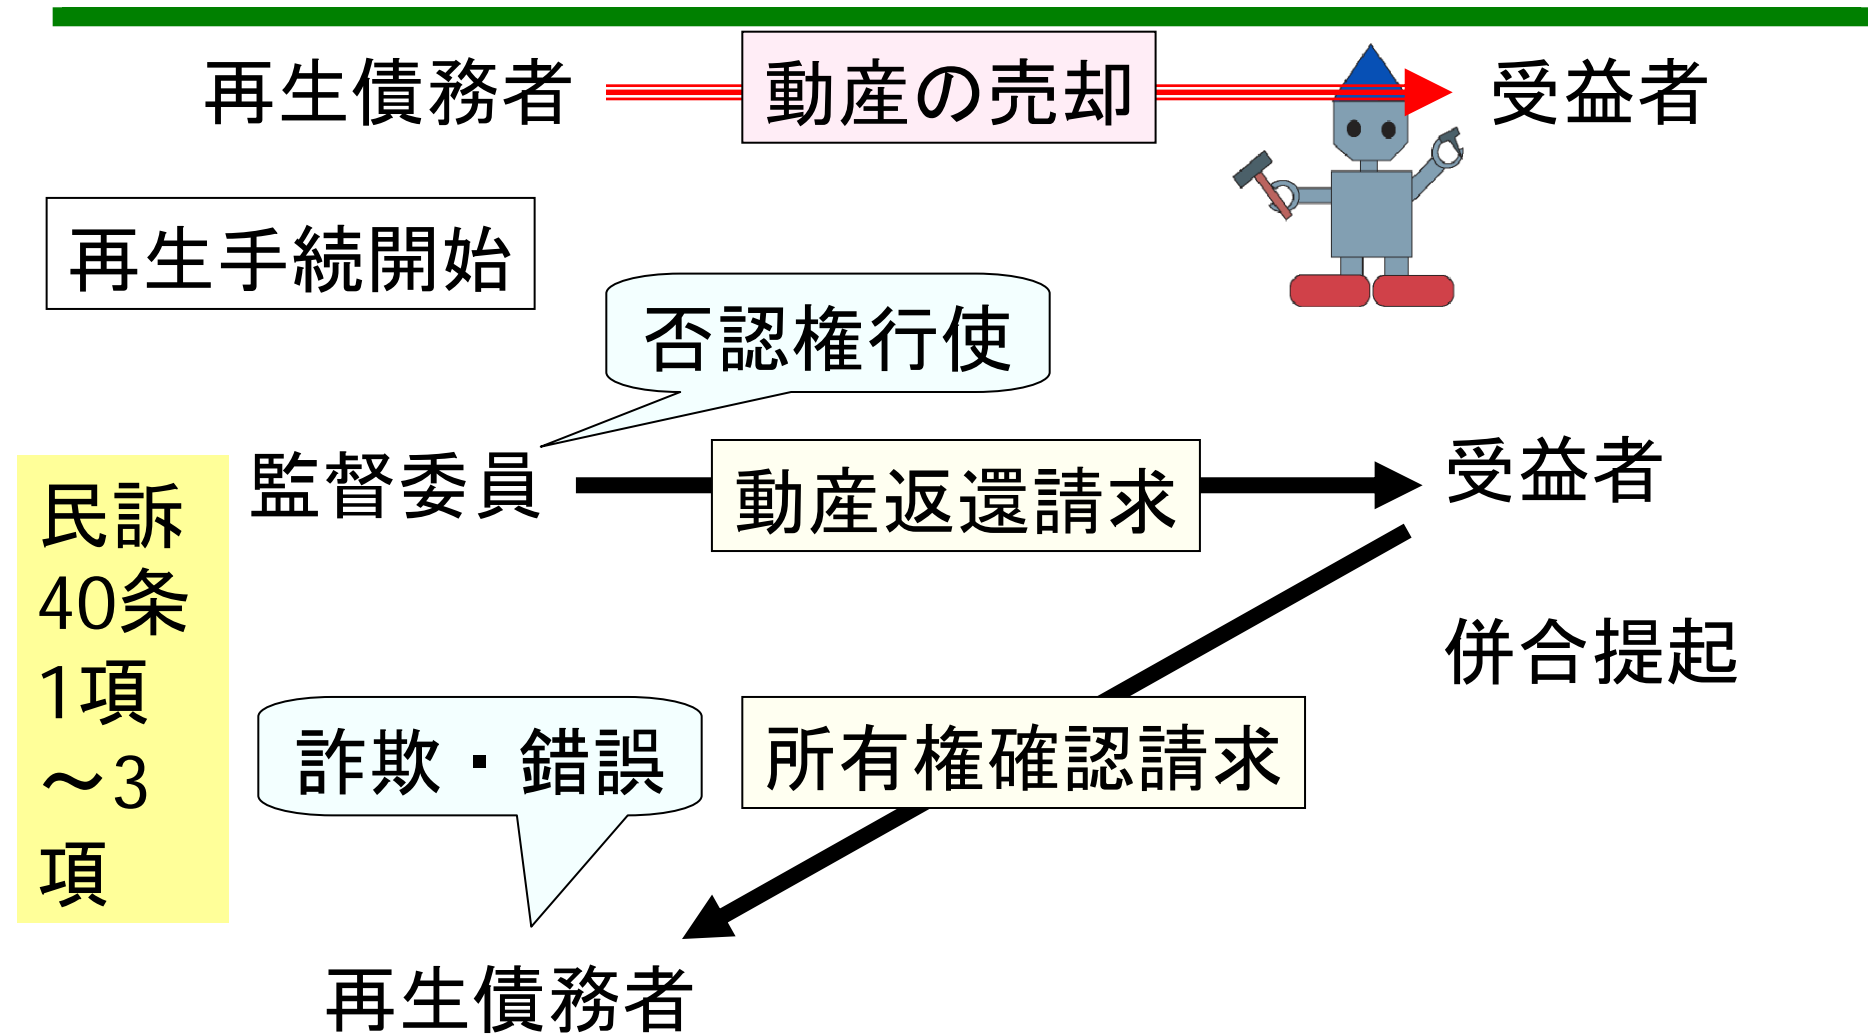 再生債務者
動産の売却
受益者
再生手続開始
否認権行使
監督委員
動産返還請求
受益者
民訴
40条
1項
～3
項
併合提起
詐欺・錯誤
所有権確認請求
再生債務者